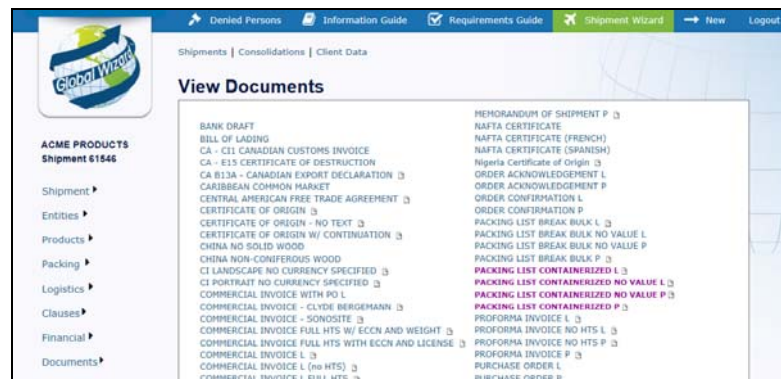 Denied Persons Information Guide Requirements Guide Shipment Wizard New Logout
Global Wizard
Shipments | Consolidations | Client Data
View Documents
ACME PRODUCTS
Shipment 61546
Shipment
Entities
Products
Packing
Logistics
Clauses
Financial
Documents
BANK DRAFT
BILL OF LADING
CA - CI1 CANADIAN CUSTOMS INVOICE
CA - E15 CERTIFICATE OF DESTRUCTION
CA B13A - CANADIAN EXPORT DECLARATION
CARIBBEAN COMMON MARKET
CENTRAL AMERICAN FREE TRADE AGREEMENT
CERTIFICATE OF ORIGIN
CERTIFICATE OF ORIGIN - NO TEXT
CERTIFICATE OF ORIGIN W/ CONTINUATION
CHINA NO SOLID WOOD
CHINA NON-CONIFEROUS WOOD
CI LANDSCAPE NO CURRENCY SPECIFIED
CI PORTRAIT NO CURRENCY SPECIFIED
COMMERCIAL INVOICE WITH PO L
COMMERCIAL INVOICE - CLYDE BERGEMANN
COMMERCIAL INVOICE - SONOSITE
COMMERCIAL INVOICE FULL HTS W/ ECCN AND WEIGHT
COMMERCIAL INVOICE FULL HTS WITH ECCN AND LICENSE
COMMERCIAL INVOICE L
COMMERCIAL INVOICE L (no HTS)
COMMERCIAL INVOICE L FULL HTS
MEMORANDUM OF SHIPMENT P
NAFTA CERTIFICATE
NAFTA CERTIFICATE (FRENCH)
NAFTA CERTIFICATE (SPANISH)
Nigeria Certificate of Origin
ORDER ACKNOWLEDGEMENT L
ORDER ACKNOWLEDGEMENT P
ORDER CONFIRMATION L
ORDER CONFIRMATION P
PACKING LIST BREAK BULK L
PACKING LIST BREAK BULK NO VALUE L
PACKING LIST BREAK BULK NO VALUE P
PACKING LIST BREAK BULK P
PACKING LIST CONTAINERIZED L
PACKING LIST CONTAINERIZED NO VALUE L
PACKING LIST CONTAINERIZED NO VALUE P
PACKING LIST CONTAINERIZED P
PROFORMA INVOICE L
PROFORMA INVOICE NO HTS L
PROFORMA INVOICE NO HTS P
PROFORMA INVOICE P
PURCHASE ORDER L
PURCHASE ORDER P